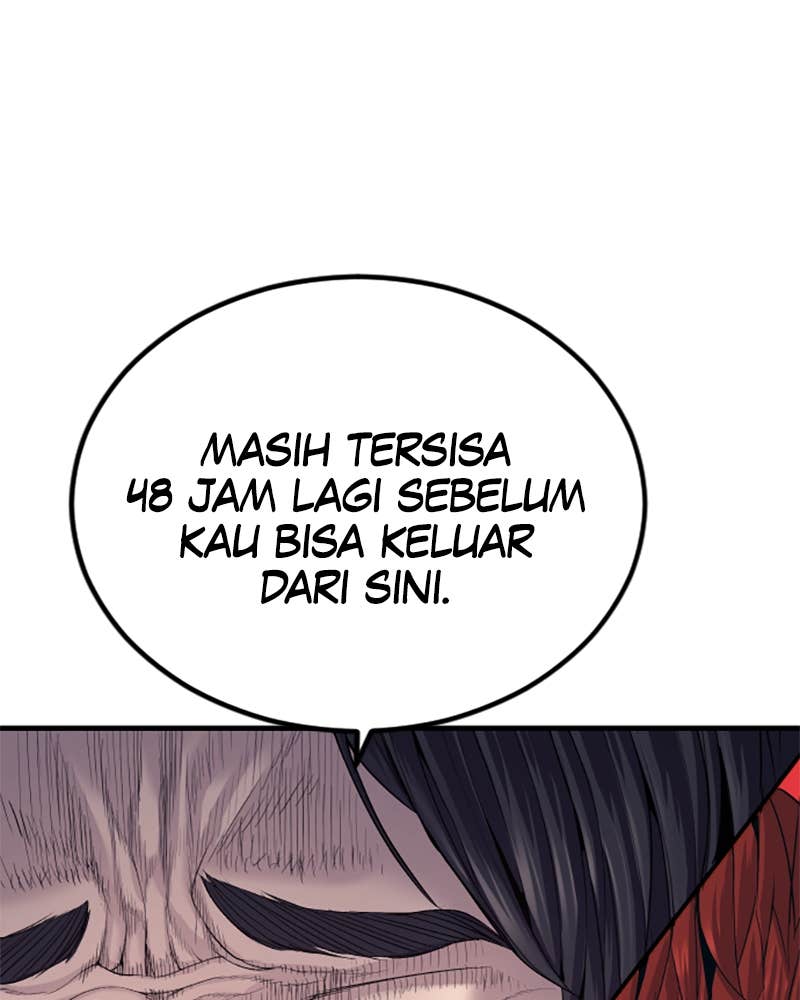 MASIH TERSISA
48 JAM LAGI SEBELUM
KAU BISA KELUAR
DARI SINI.